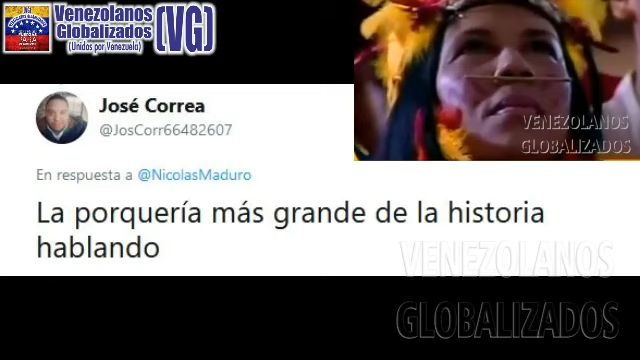 Venezolanos
Globalizados
(Unidos por Venezuela)
(VG)
José Correa
@JosCorr66482607
En respuesta a @NicolasMaduro
La porquería más grande de la historia
hablando
VENEZOLANOS
GLOBALIZADOS
VENEZOLANOS
GLOBALIZADOS